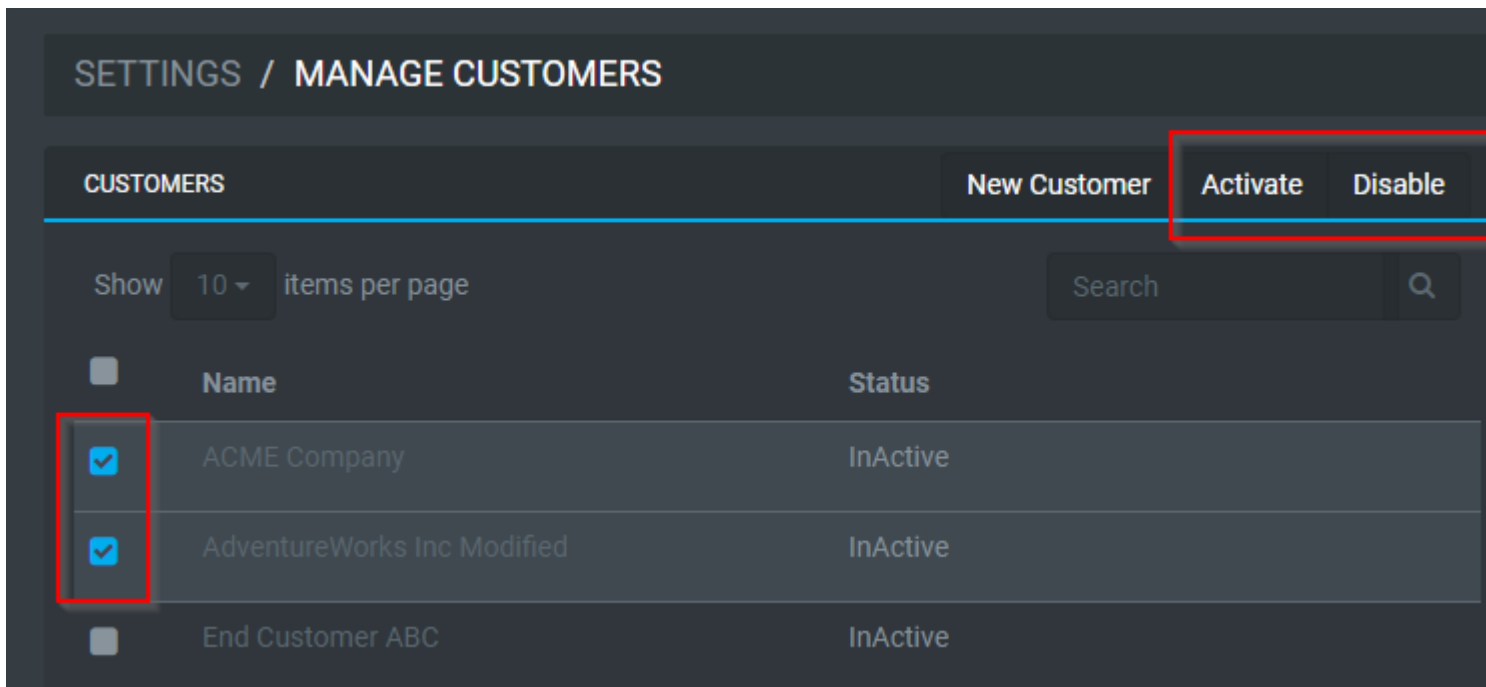 SETTINGS / MANAGE CUSTOMERS
CUSTOMERS New Customer Activate Disable
Show 10 items per page Search
Name Status
ACME Company InActive
AdventureWorks Inc Modified InActive
End Customer ABC InActive